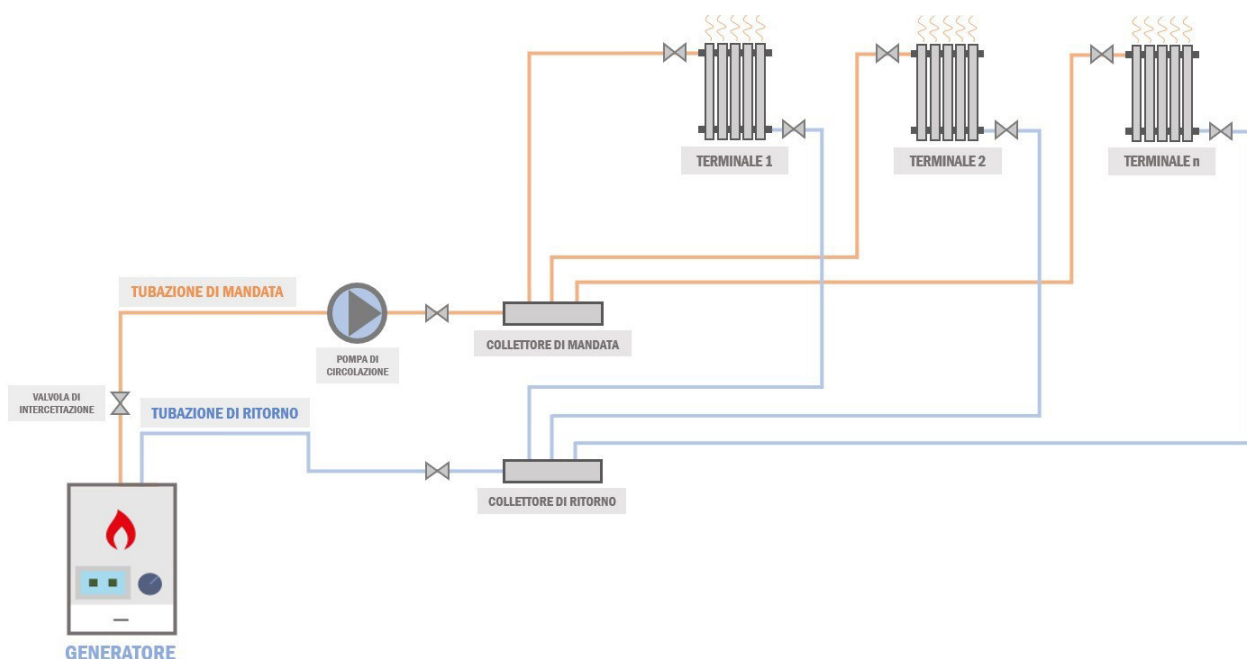 TERMINALE 1
TERMINALE 2
TERMINALE n
TUBAZIONE DI MANDATA
COLLETTORE DI MANDATA
POMPA DI
CIRCOLAZIONE
VALVOLA DI
INTERCETTAZIONE
TUBAZIONE DI RITORNO
COLLETTORE DI RITORNO
GENERATORE